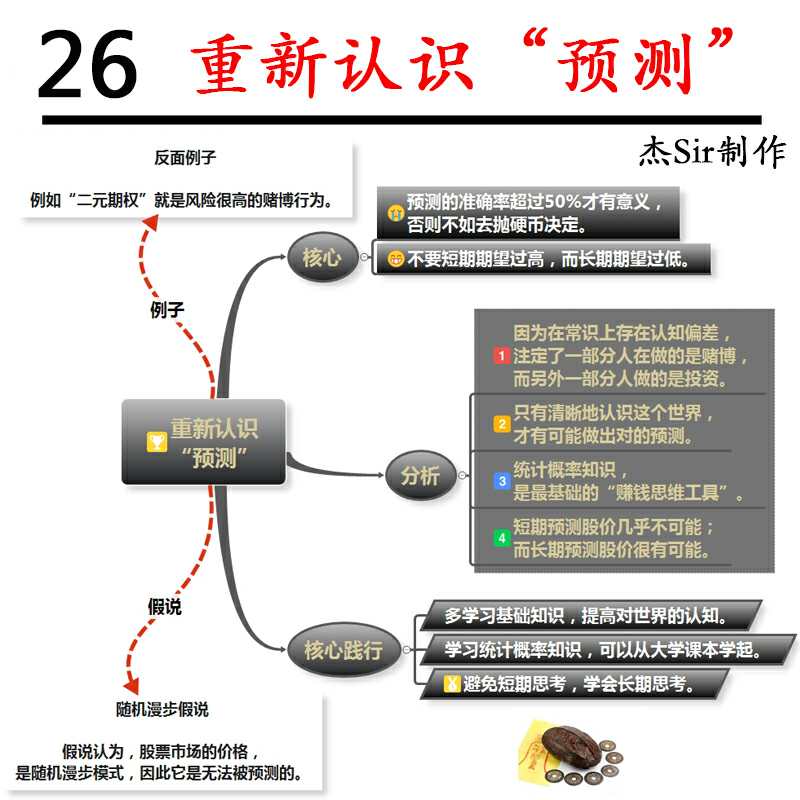 26 重新认识“预测”
杰Sir制作
反面例子
例如“二元期权”就是风险很高的赌博行为。
例子
核心
预测的准确率超过50%才有意义，
否则不如去抛硬币决定。
不要短期期望过高，而长期期望过低。
重新认识
“预测”
分析
1 因为在常识上存在认知偏差，
注定了一部分人在做的是赌博，
而另外一部分人做的是投资。
2 只有清晰地认识这个世界，
才有可能做出对的预测。
3 统计概率知识，
是最基础的“赚钱思维工具”。
4 短期预测股价几乎不可能；
而长期预测股价很有可能。
假说
核心践行
多学习基础知识，提高对世界的认知。
学习统计概率知识，可以从大学课本学起。
避免短期思考，学会长期思考。
随机漫步假说
假说认为，股票市场的价格，
是随机漫步模式，因此它是无法被预测的。